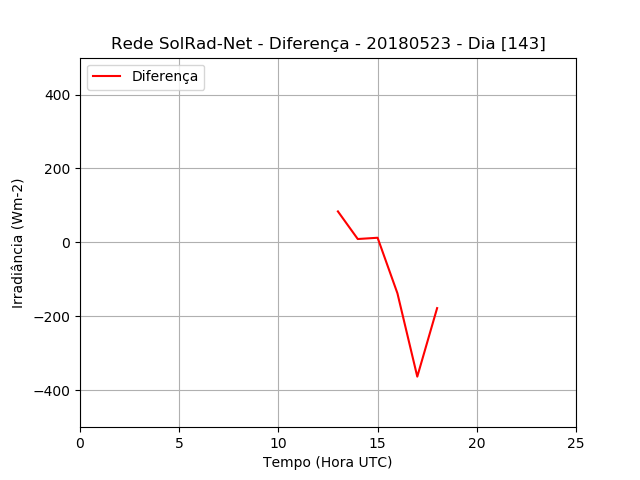 Rede SolRad-Net - Diferença - 20180523 - Dia [143]
Diferença
400
200
0
−200
−400
Irradiância (Wm-2)
0 5 10 15 20 25
Tempo (Hora UTC)